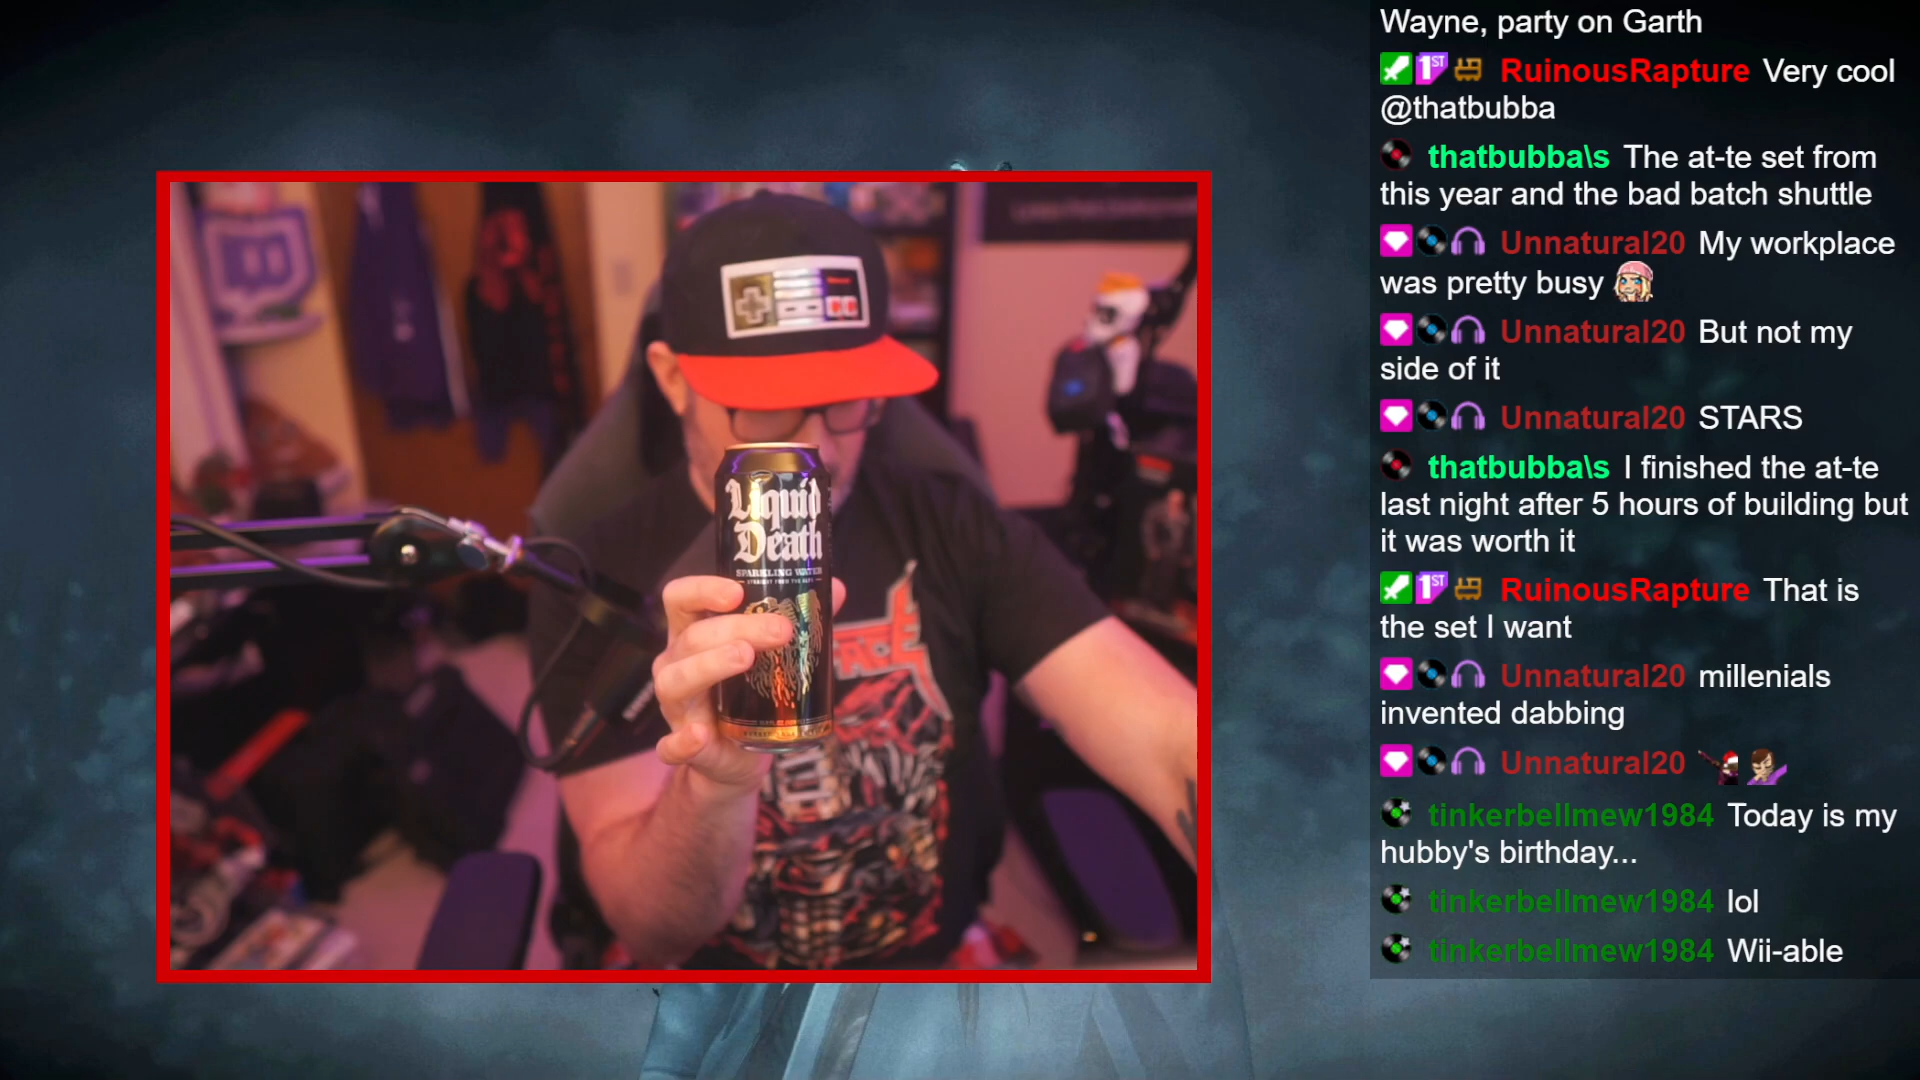 Wayne, party on Garth
1ST RuinousRapture Very cool
@thatbubba
thatbubba\s The at-te set from
this year and the bad batch shuttle
Unnatural20 My workplace
was pretty busy
Unnatural20 But not my
side of it
Unnatural20 STARS
thatbubba\s I finished the at-te
last night after 5 hours of building but
it was worth it
1ST RuinousRapture That is
the set I want
Unnatural20 millenials
invented dabbing
Unnatural20
tinkerbellmew1984 Today is my
hubby's birthday...
tinkerbellmew1984 lol
tinkerbellmew1984 Wii-able
Liquid
Death
SPARKLING WATER